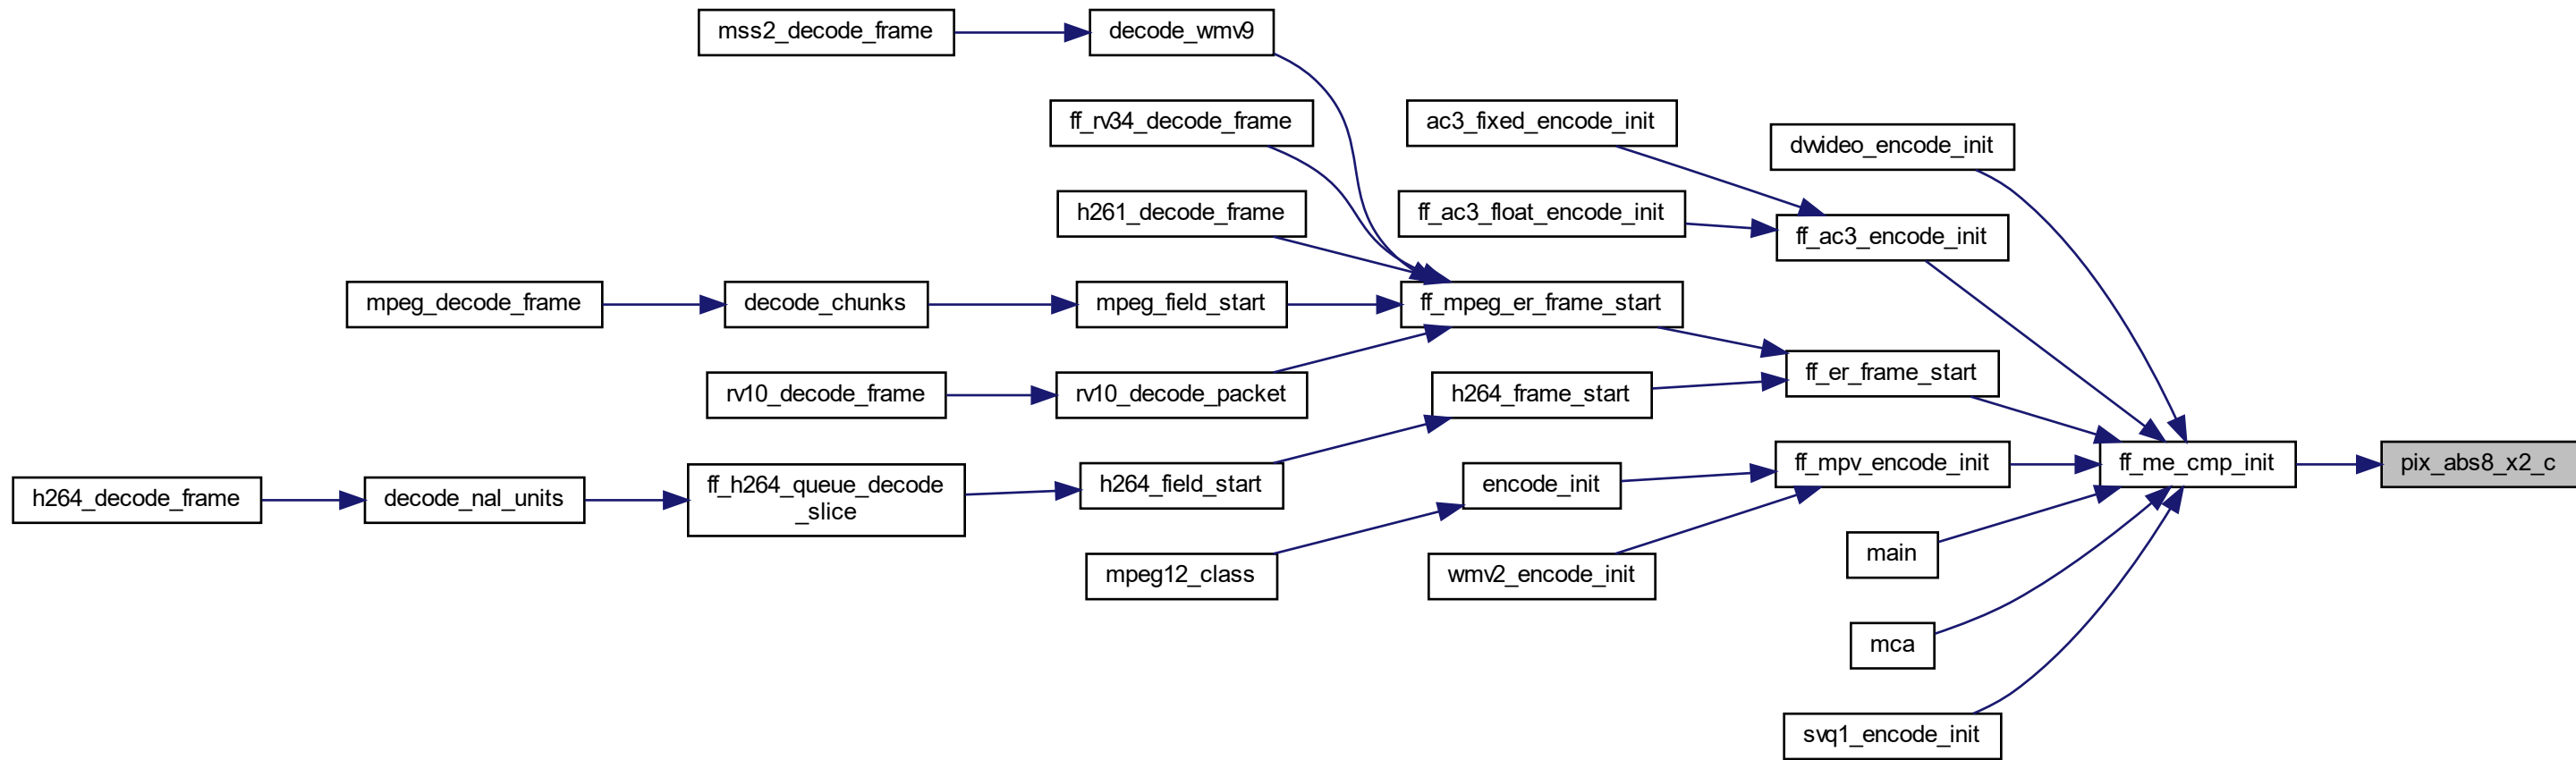 mss2_decode_frame
decode_wmv9
ff_rv34_decode_frame
ac3_fixed_encode_init
dvvideo_encode_init
h261_decode_frame
ff_ac3_float_encode_init
ff_ac3_encode_init
mpeg_decode_frame
decode_chunks
mpeg_field_start
ff_mpeg_er_frame_start
ff_er_frame_start
rv10_decode_frame
rv10_decode_packet
h264_frame_start
ff_mpv_encode_init
ff_me_cmp_init
pix_abs8_x2_c
h264_decode_frame
decode_nal_units
ff_h264_queue_decode
_slice
h264_field_start
encode_init
main
mpeg12_class
wmv2_encode_init
mca
svq1_encode_init